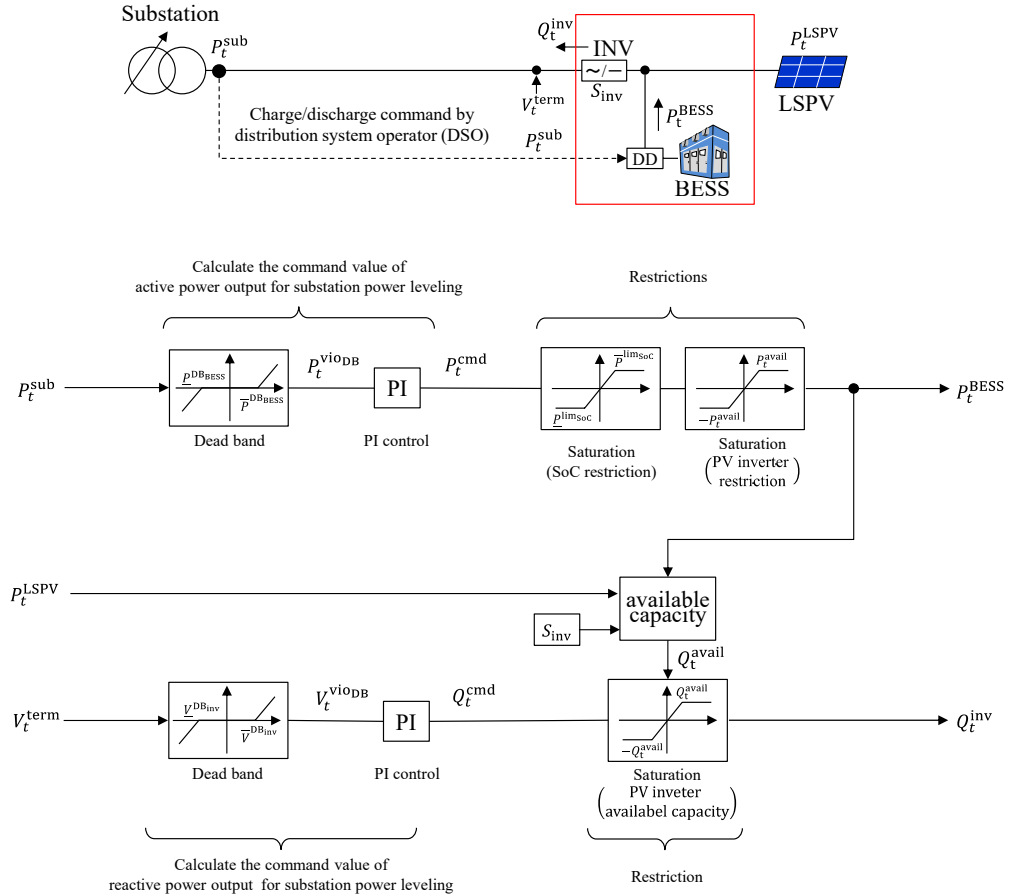 Substation
P_t^sub
Q_t^inv
INV
~/−
S_inv
P_t^LSPV
LSPV
V_t^term
P_t^BESS
Charge/discharge command by
distribution system operator (DSO)
P_t^sub
DD
BESS
Calculate the command value of
active power output for substation power leveling
Restrictions
P_t^sub
P̲^DB_BESS
P̅^DB_BESS
Dead band
P_t^vio_DB
PI
PI control
P_t^cmd
P̅^lim_SoC
P̲^lim_SoC
Saturation
(SoC restriction)
P_t^avail
−P_t^avail
Saturation
(PV inverter
restriction)
P_t^BESS
P_t^LSPV
available
capacity
S_inv
Q_t^avail
V_t^term
V̲^DB_inv
V̅^DB_inv
Dead band
V_t^vio_DB
PI
PI control
Q_t^cmd
Q_t^avail
−Q_t^avail
Saturation
(PV inveter
availabel capacity)
Q_t^inv
Calculate the command value of
reactive power output for substation power leveling
Restriction